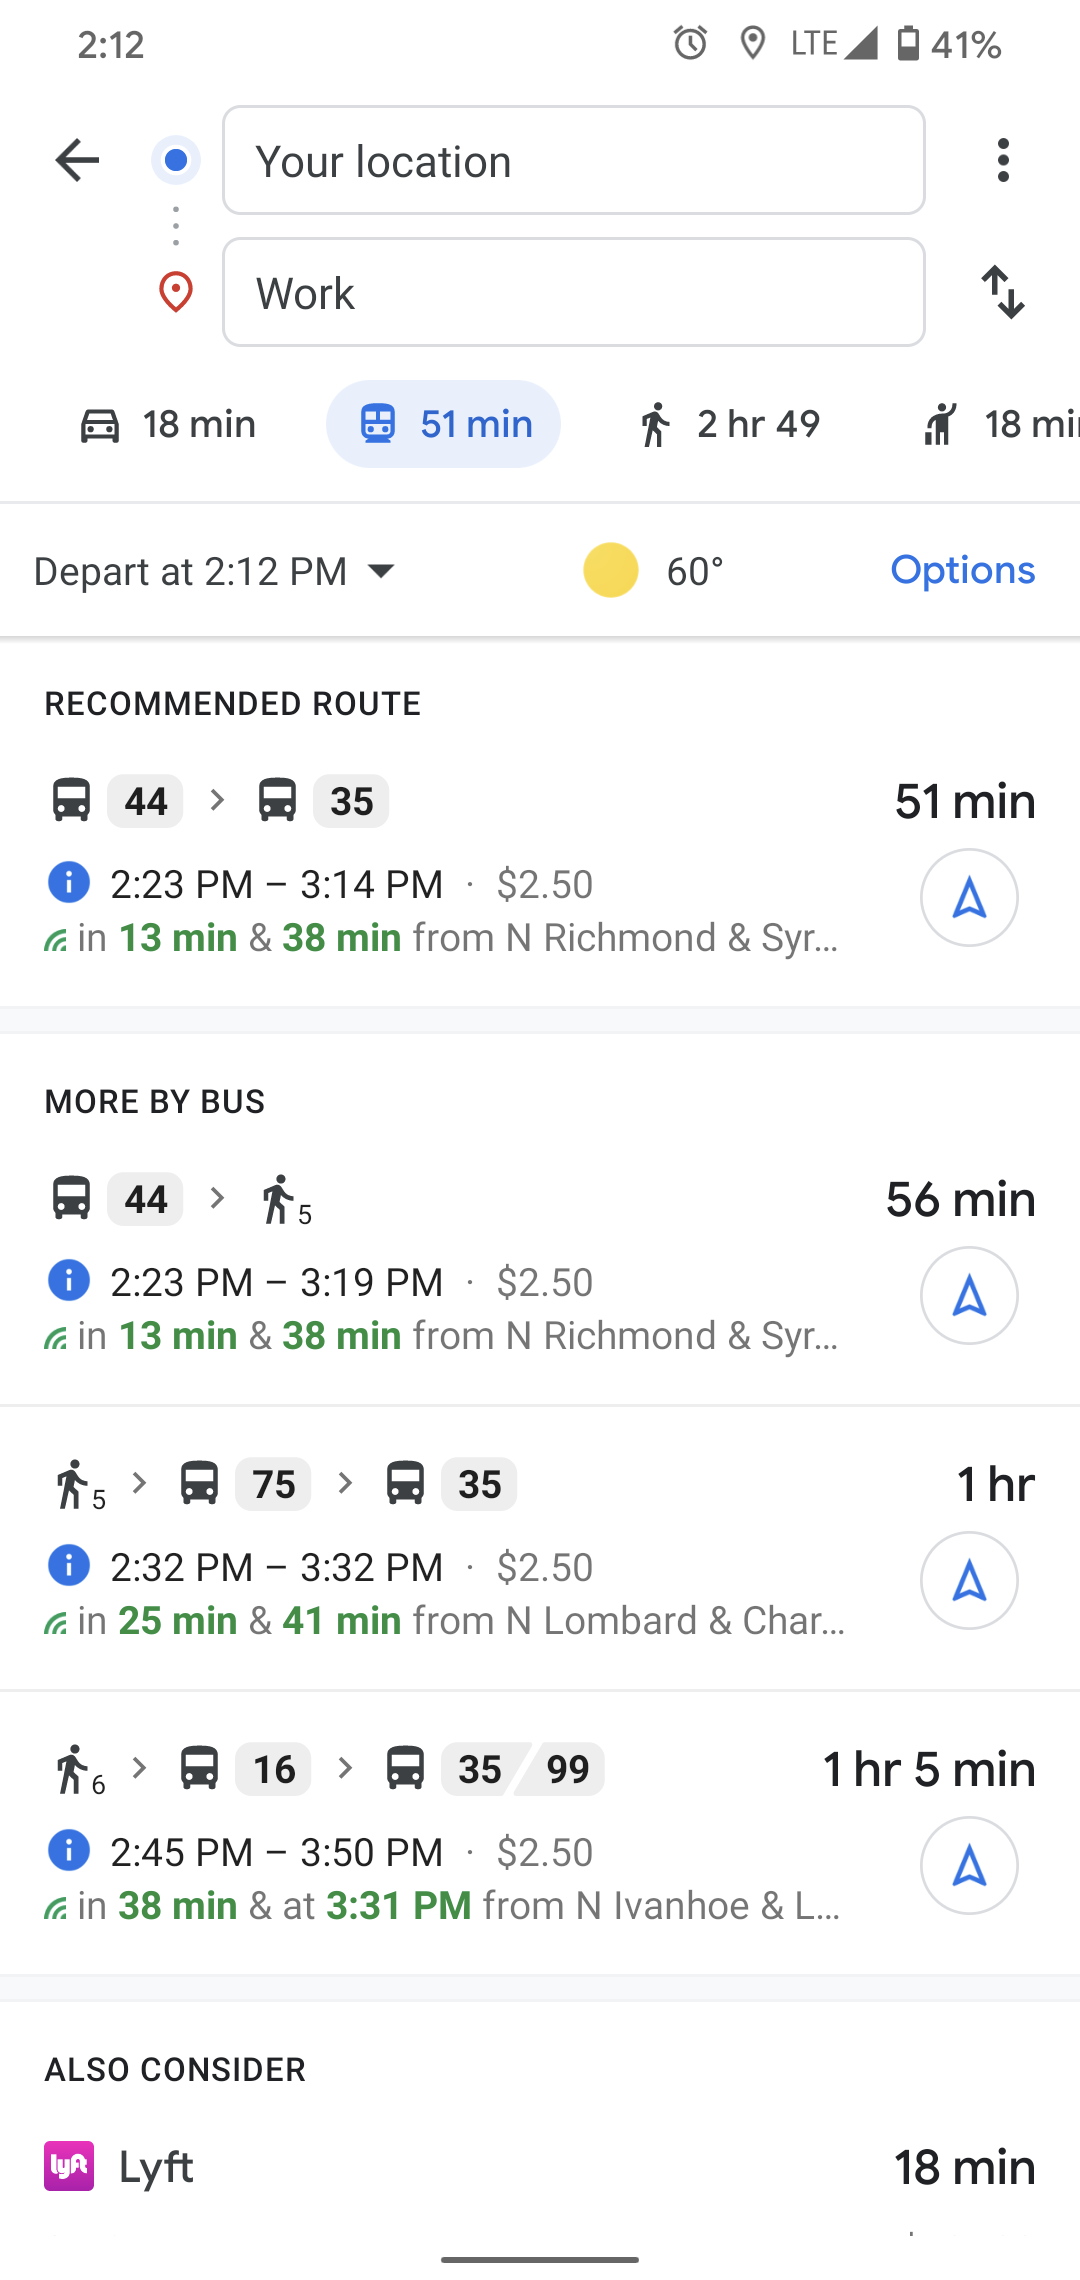 2:12 LTE 41%
Your location
Work
18 min 51 min 2 hr 49 18 mi
Depart at 2:12 PM 60° Options
RECOMMENDED ROUTE
44 35 51 min
2:23 PM – 3:14 PM · $2.50
in 13 min & 38 min from N Richmond & Syr...
MORE BY BUS
44 5 56 min
2:23 PM – 3:19 PM · $2.50
in 13 min & 38 min from N Richmond & Syr...
5 75 35 1 hr
2:32 PM – 3:32 PM · $2.50
in 25 min & 41 min from N Lombard & Char...
6 16 35 99 1 hr 5 min
2:45 PM – 3:50 PM · $2.50
in 38 min & at 3:31 PM from N Ivanhoe & L...
ALSO CONSIDER
lyft Lyft 18 min